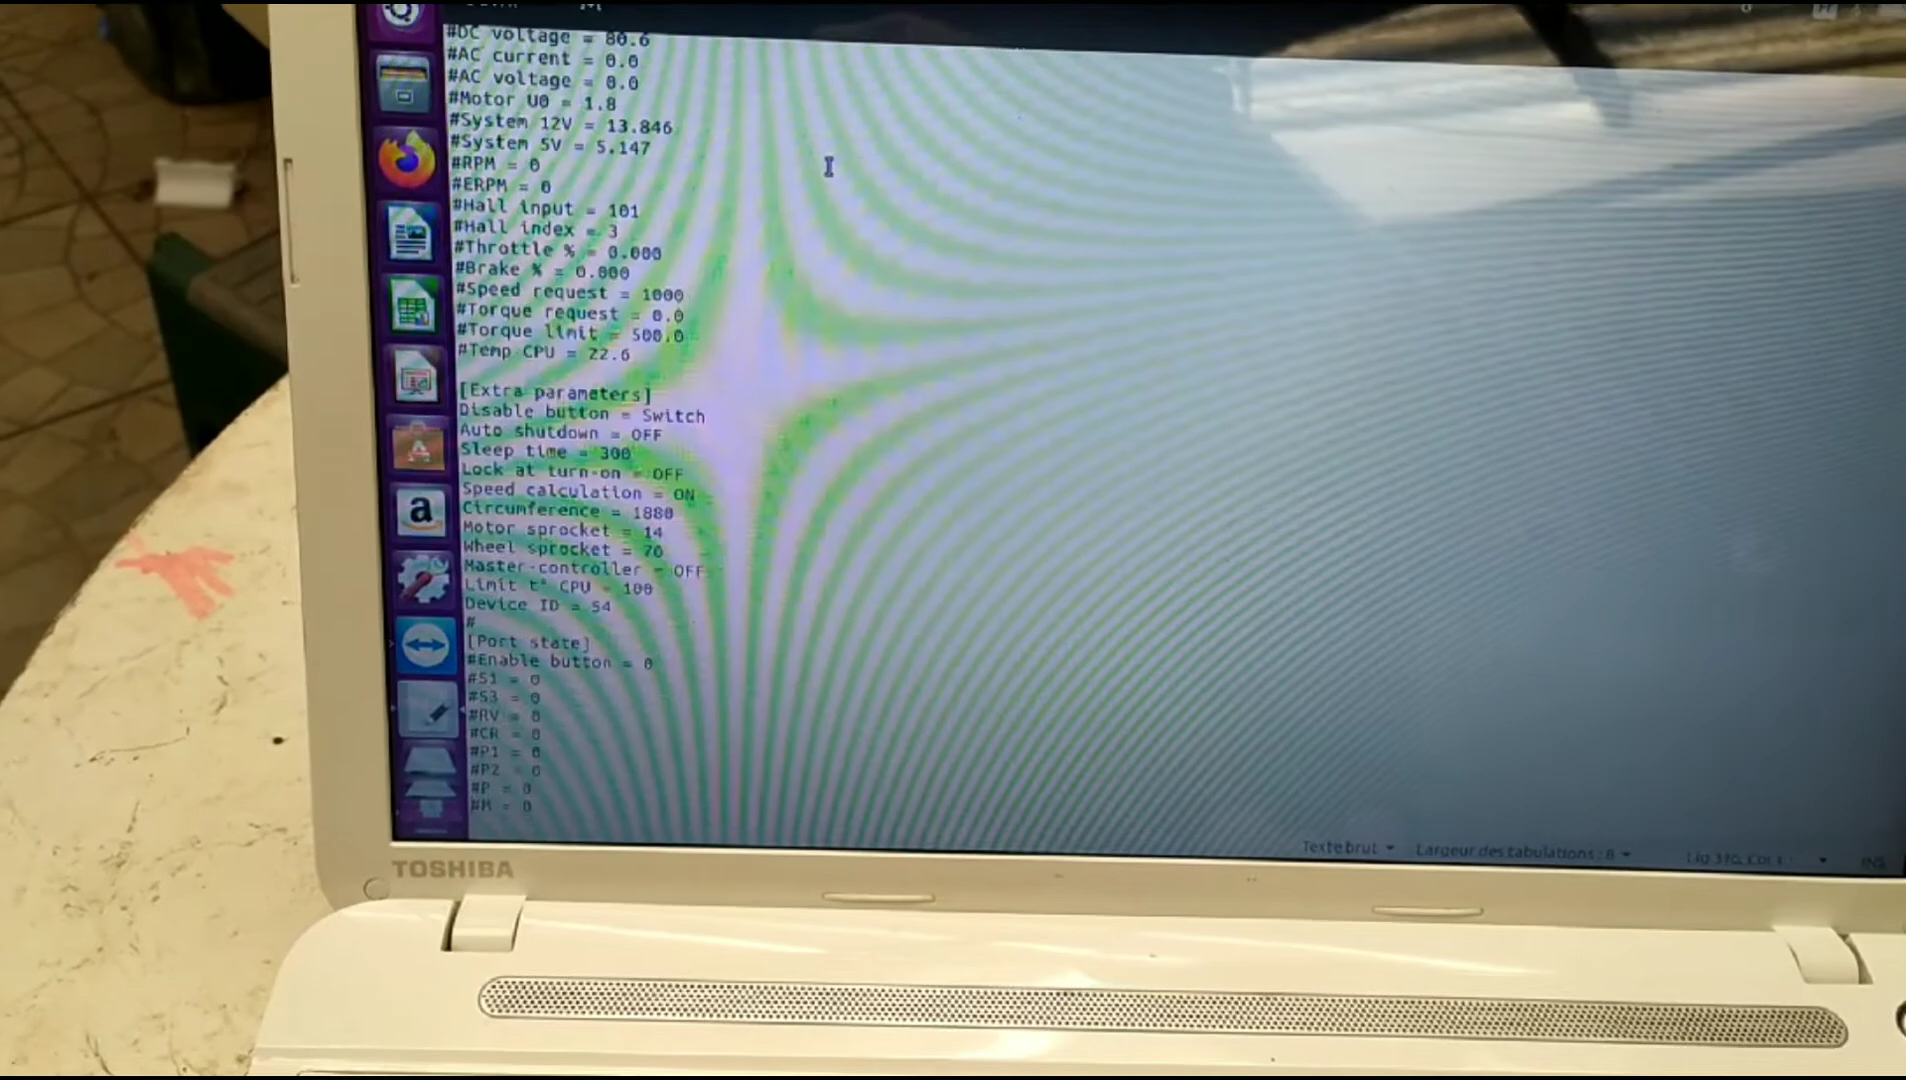 #DC voltage = 80.6
#AC current = 0.0
#AC voltage = 0.0
#Motor U0 = 1.8
#System 12V = 13.846
#System 5V = 5.147
#RPM = 0
#ERPM = 0
#Hall input = 101
#Hall index = 3
#Throttle % = 0.000
#Brake % = 0.000
#Speed request = 1000
#Torque request = 0.0
#Torque limit = 500.0
#Temp CPU = 22.6
[Extra parameters]
Disable button = Switch
Auto shutdown = OFF
Sleep time = 300
Lock at turn-on = OFF
Speed calculation = ON
Circumference = 1880
Motor sprocket = 14
Wheel sprocket = 70
Master-controller = OFF
Limit t° CPU = 100
Device ID = 54
#
[Port state]
#Enable button = 0
#S1 = 0
#S3 = 0
#RV = 0
#CR = 0
#P1 = 0
#P2 = 0
#P = 0
#M = 0
a
Texte brut
Largeur des tabulations : 8
INS
TOSHIBA